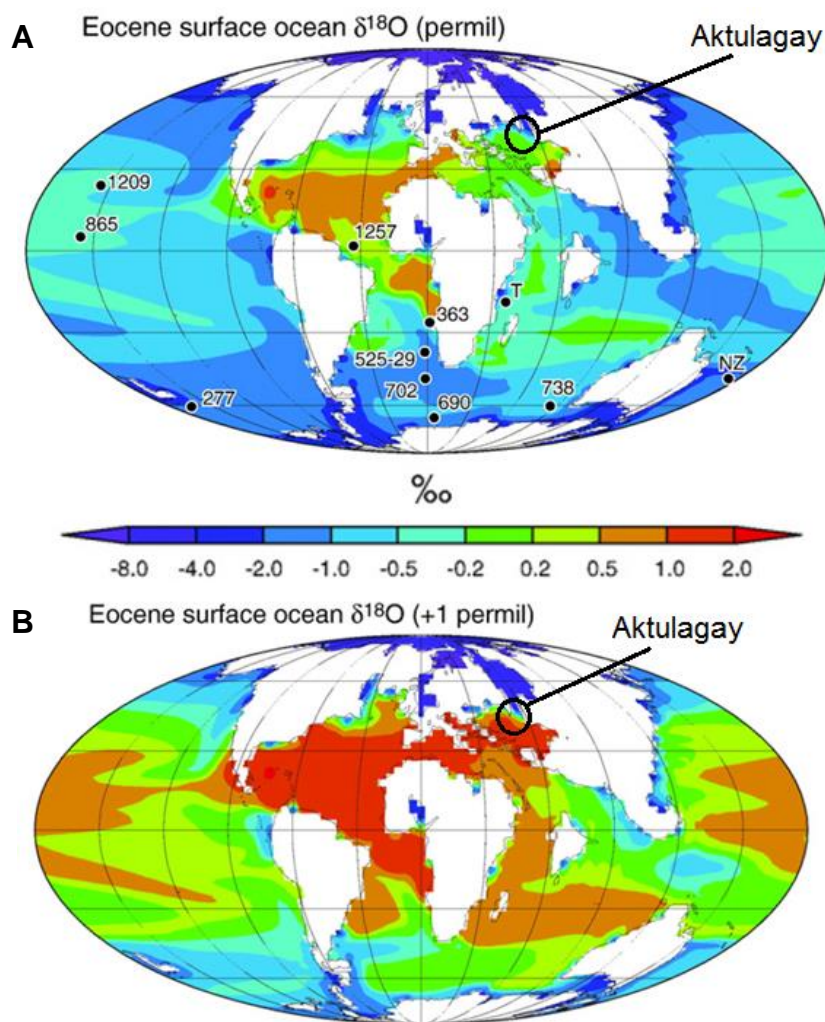 A
Eocene surface ocean δ18O (permil)
Aktulagay
1209
865
1257
T
363
525-29
NZ
277
702
738
690
‰
-8.0 -4.0 -2.0 -1.0 -0.5 -0.2 0.2 0.5 1.0 2.0
B
Eocene surface ocean δ18O (+1 permil)
Aktulagay